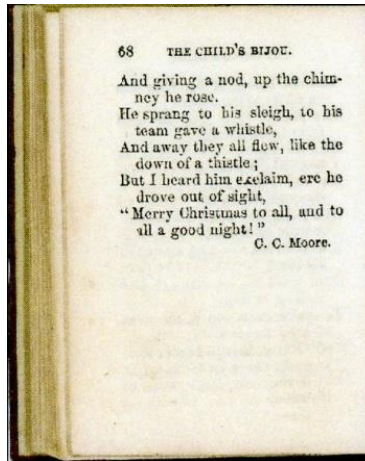 68 THE CHILD'S BIJOU.
And giving a nod, up the chim-
ney he rose.
He sprang to his sleigh, to his
team gave a whistle,
And away they all flew, like the
down of a thistle;
But I heard him exclaim, ere he
drove out of sight,
"Merry Christmas to all, and to
all a good night!"
C. C. Moore.